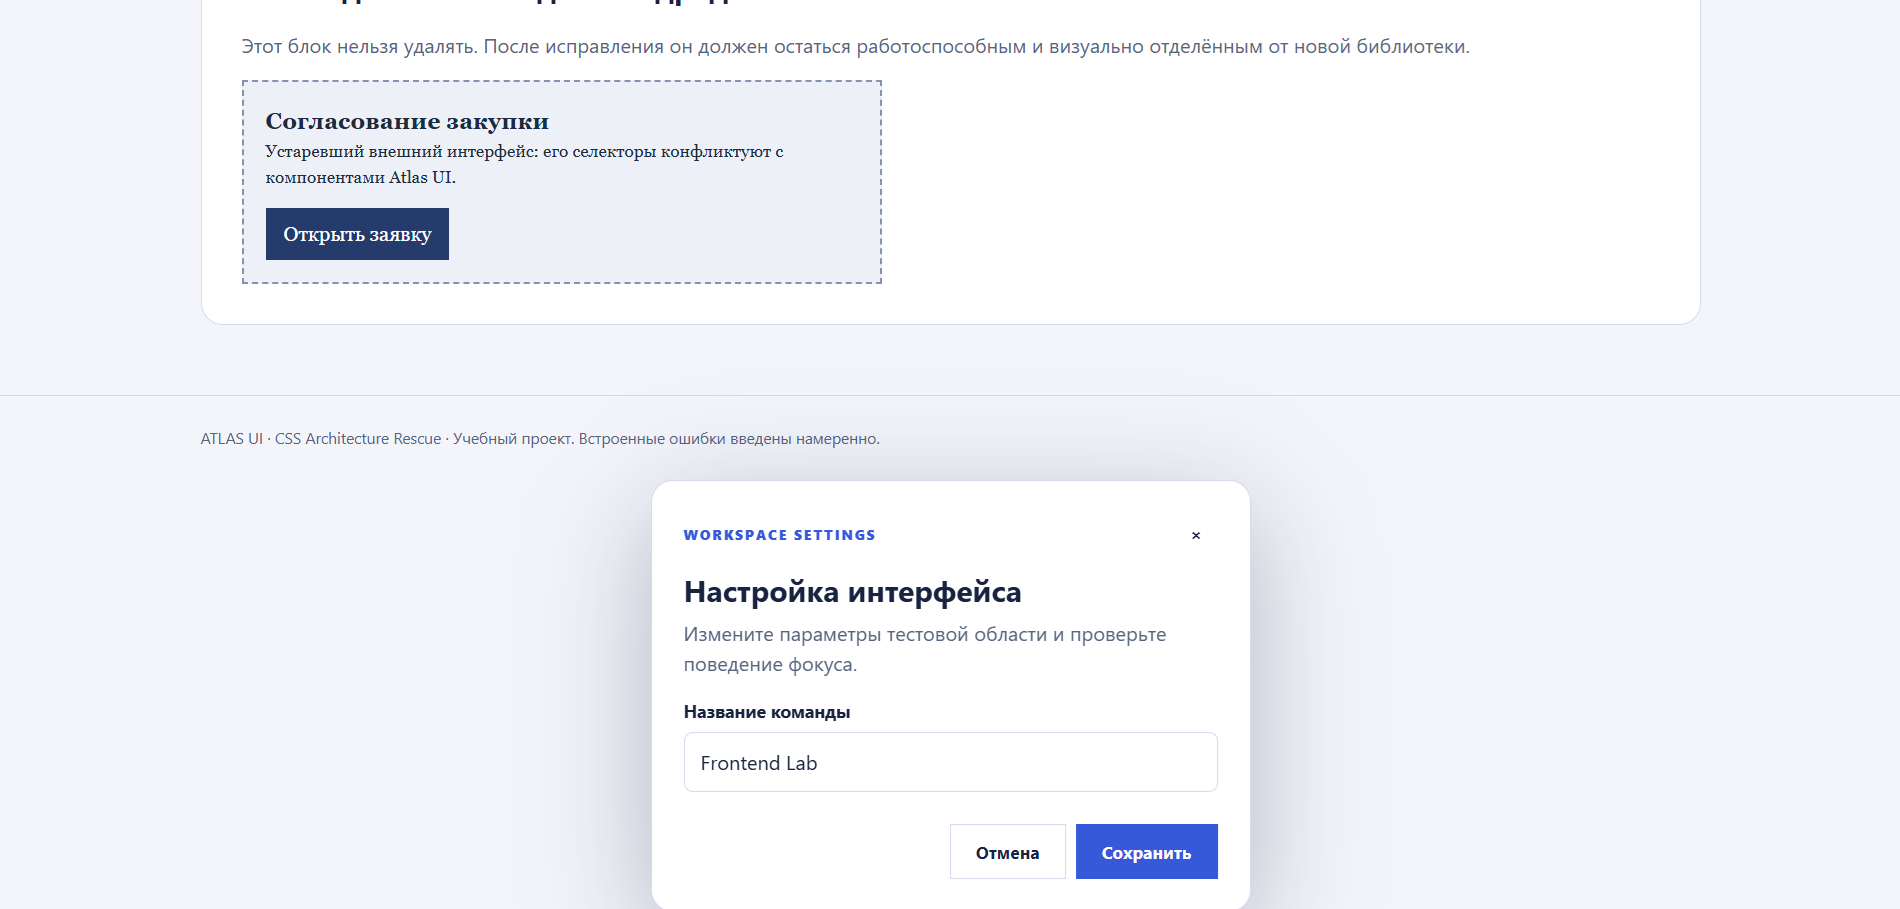 Этот блок нельзя удалять. После исправления он должен остаться работоспособным и визуально отделённым от новой библиотеки.
Согласование закупки
Устаревший внешний интерфейс: его селекторы конфликтуют с
компонентами Atlas UI.
Открыть заявку
ATLAS UI · CSS Architecture Rescue · Учебный проект. Встроенные ошибки введены намеренно.
WORKSPACE SETTINGS
×
Настройка интерфейса
Измените параметры тестовой области и проверьте
поведение фокуса.
Название команды
Frontend Lab
Отмена
Сохранить